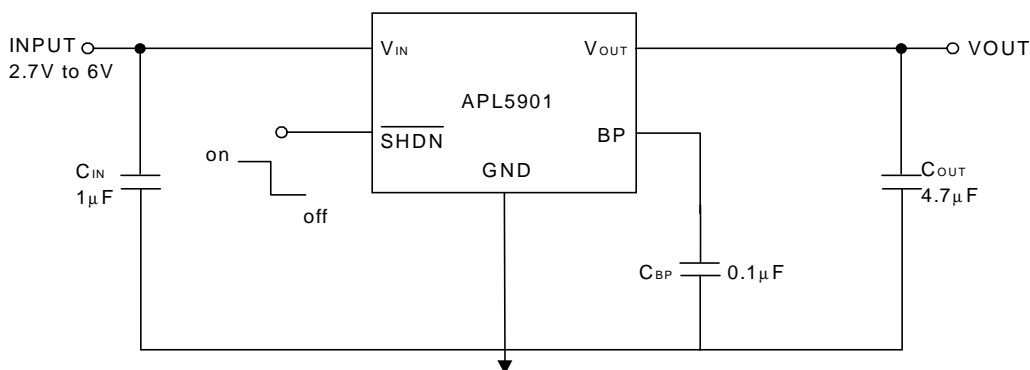 INPUT
2.7V to 6V
VIN
VOUT
VOUT
APL5901
SHDN
BP
GND
on
off
CIN
1μF
COUT
4.7μF
CBP
0.1μF